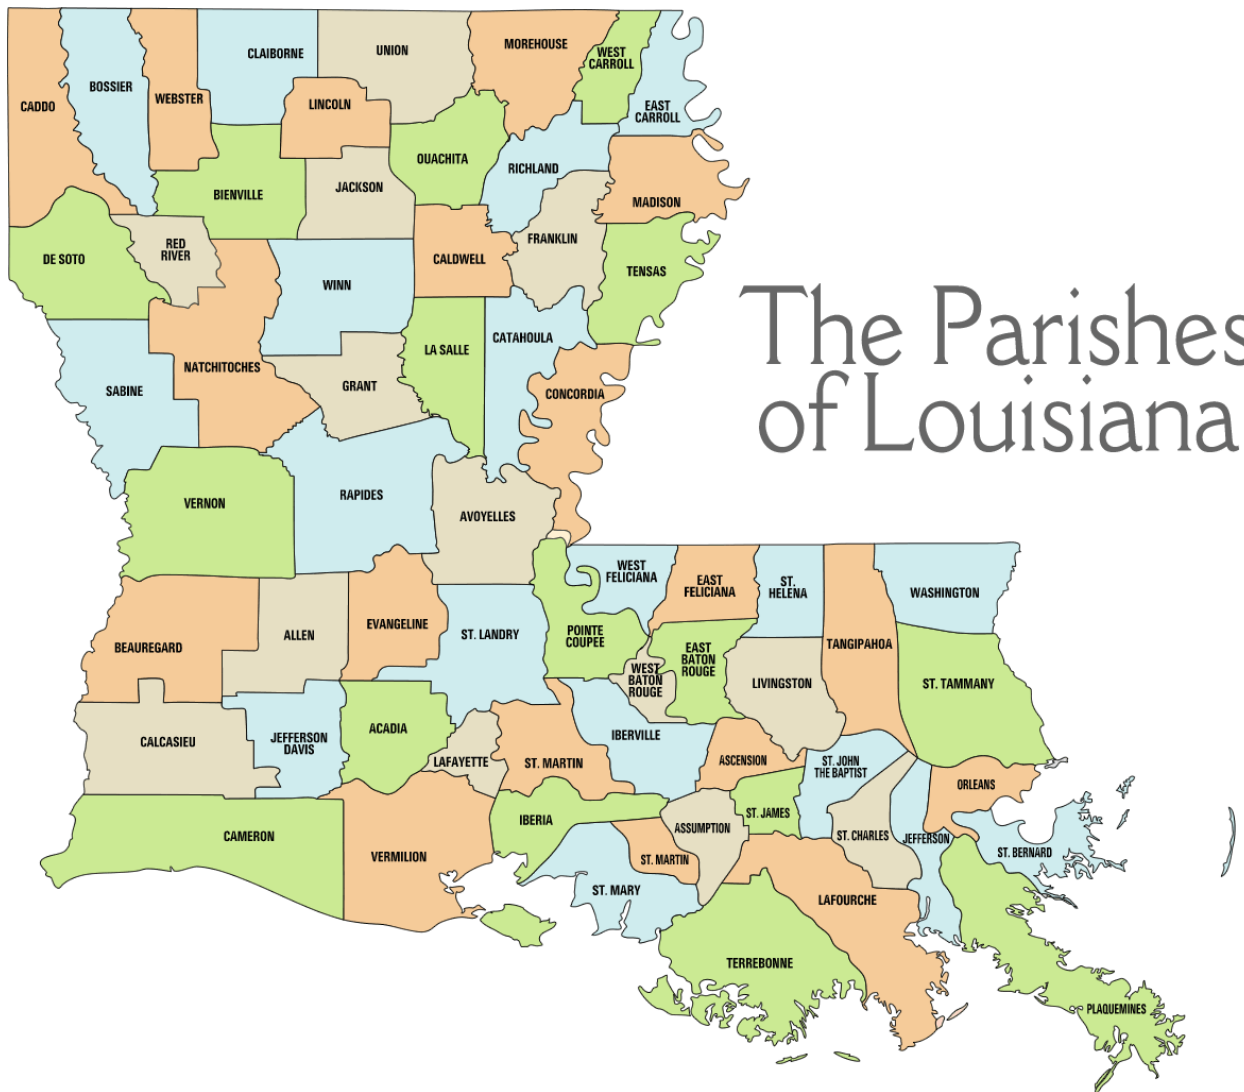 MOREHOUSE
UNION
CLAIBORNE
WEST
CARROLL
BOSSIER
WEBSTER
CADDO
LINCOLN
EAST
CARROLL
OUACHITA
RICHLAND
JACKSON
BIENVILLE
MADISON
FRANKLIN
RED
RIVER
DE SOTO
CALDWELL
TENSAS
WINN
The Parishes
of Louisiana
CATAHOULA
LA SALLE
NATCHITOCHES
GRANT
SABINE
CONCORDIA
RAPIDES
VERNON
AVOYELLES
WEST
FELICIANA
EAST
FELICIANA
ST.
HELENA
WASHINGTON
EVANGELINE
ST. LANDRY
POINTE
COUPEE
ALLEN
BEAUREGARD
EAST
BATON
ROUGE
TANGIPAHOA
WEST
BATON
ROUGE
LIVINGSTON
ST. TAMMANY
ACADIA
JEFFERSON
DAVIS
CALCASIEU
IBERVILLE
LAFAYETTE
ST. MARTIN
ASCENSION
ST. JOHN
THE BAPTIST
ORLEANS
ST. JAMES
IBERIA
ASSUMPTION
CAMERON
ST. CHARLES
JEFFERSON
ST. BERNARD
VERMILION
ST. MARTIN
ST. MARY
LAFOURCHE
TERREBONNE
PLAQUEMINES